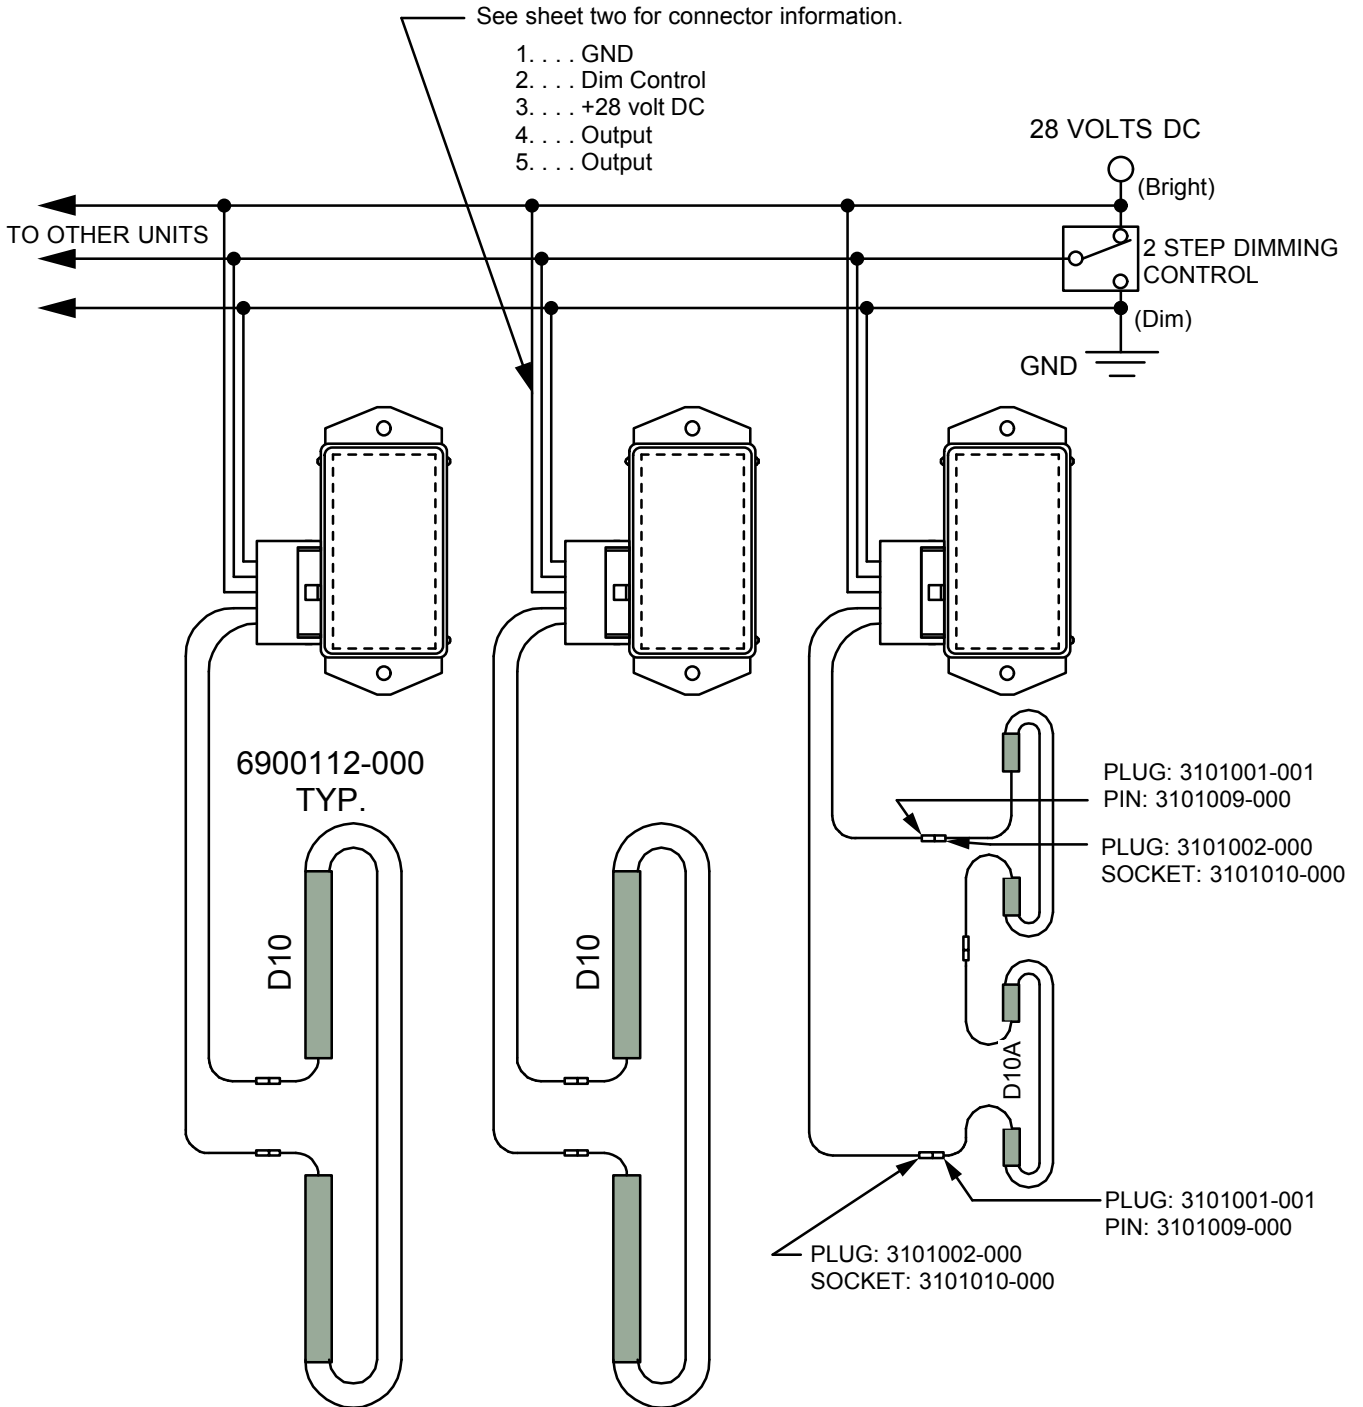 See sheet two for connector information.
1. . . . GND
2. . . . Dim Control
3. . . . +28 volt DC
4. . . . Output
5. . . . Output
28 VOLTS DC
(Bright)
TO OTHER UNITS
2 STEP DIMMING
CONTROL
(Dim)
GND
6900112-000
TYP.
PLUG: 3101001-001
PIN: 3101009-000
PLUG: 3101002-000
SOCKET: 3101010-000
D10
D10
D10A
PLUG: 3101001-001
PIN: 3101009-000
PLUG: 3101002-000
SOCKET: 3101010-000